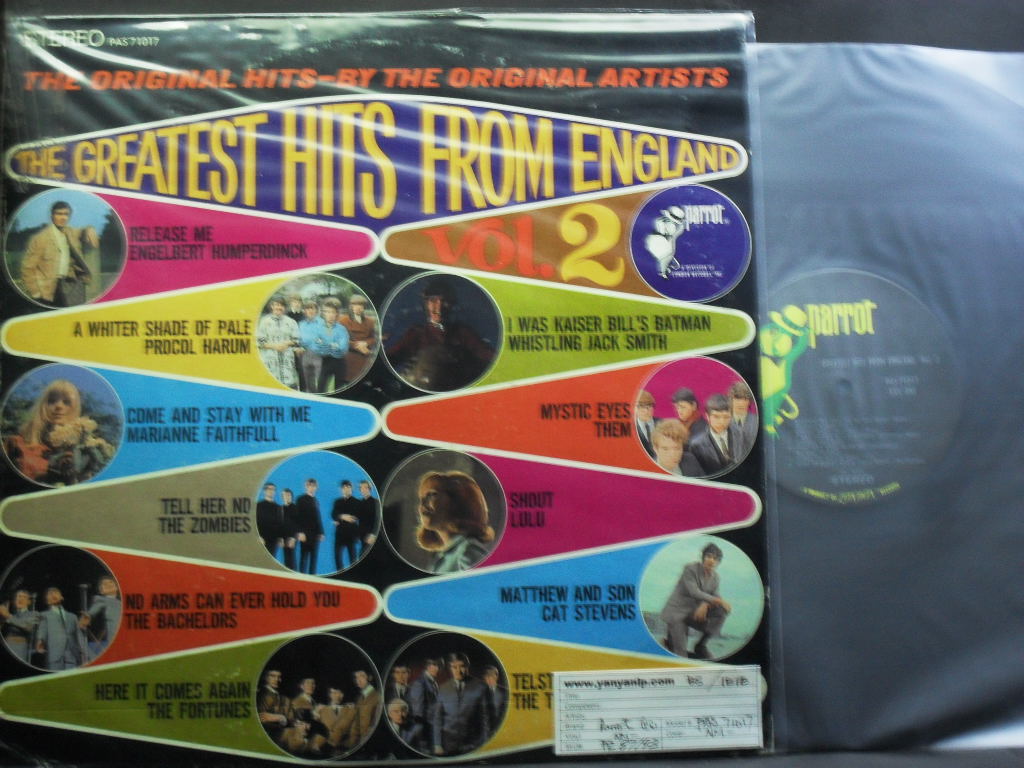 STEREO PAS 71017
THE ORIGINAL HITS-BY THE ORIGINAL ARTISTS
THE GREATEST HITS FROM ENGLAND
VOL. 2
parrot
RELEASE ME
ENGELBERT HUMPERDINCK
A WHITER SHADE OF PALE
PROCOL HARUM
I WAS KAISER BILL'S BATMAN
WHISTLING JACK SMITH
COME AND STAY WITH ME
MARIANNE FAITHFULL
MYSTIC EYES
THEM
TELL HER NO
THE ZOMBIES
SHOUT
LULU
NO ARMS CAN EVER HOLD YOU
THE BACHELORS
MATTHEW AND SON
CAT STEVENS
HERE IT COMES AGAIN
THE FORTUNES
TELST
THE T
www.yanyanlp.com
parrot
STEREO